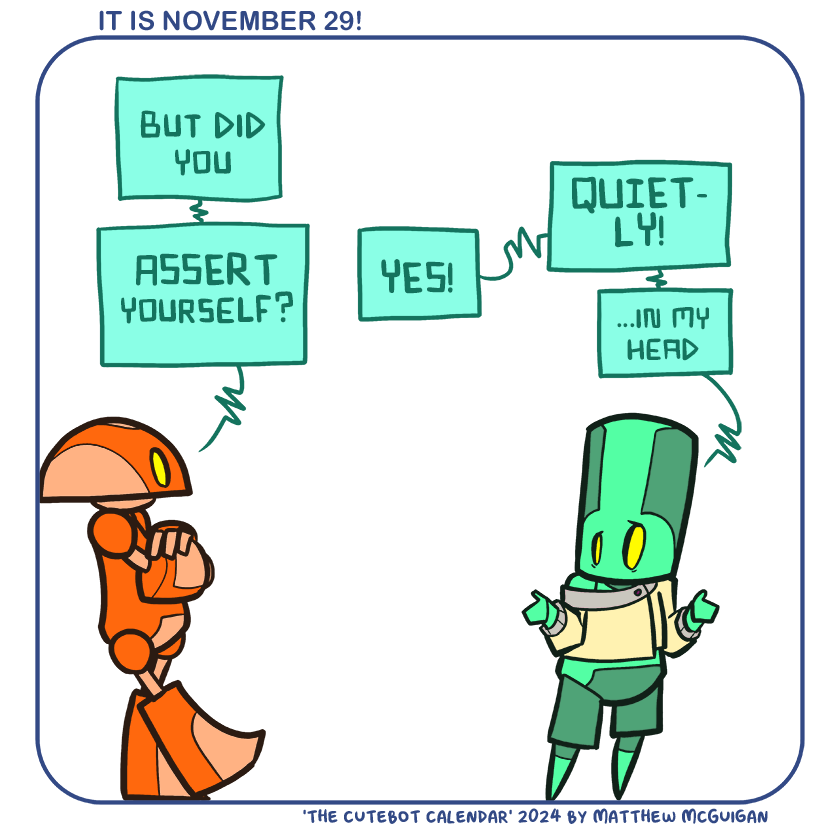 IT IS NOVEMBER 29!
BUT DID
YOU
ASSERT
YOURSELF?
YES!
QUIET-
LY!
...IN MY
HEAD
'THE CUTEBOT CALENDAR' 2024 BY MATTHEW MCGUIGAN